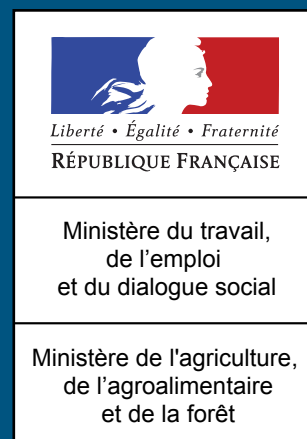 Liberté • Égalité • Fraternité
RÉPUBLIQUE FRANÇAISE
Ministère du travail,
de l’emploi
et du dialogue social
Ministère de l'agriculture,
de l’agroalimentaire
et de la forêt